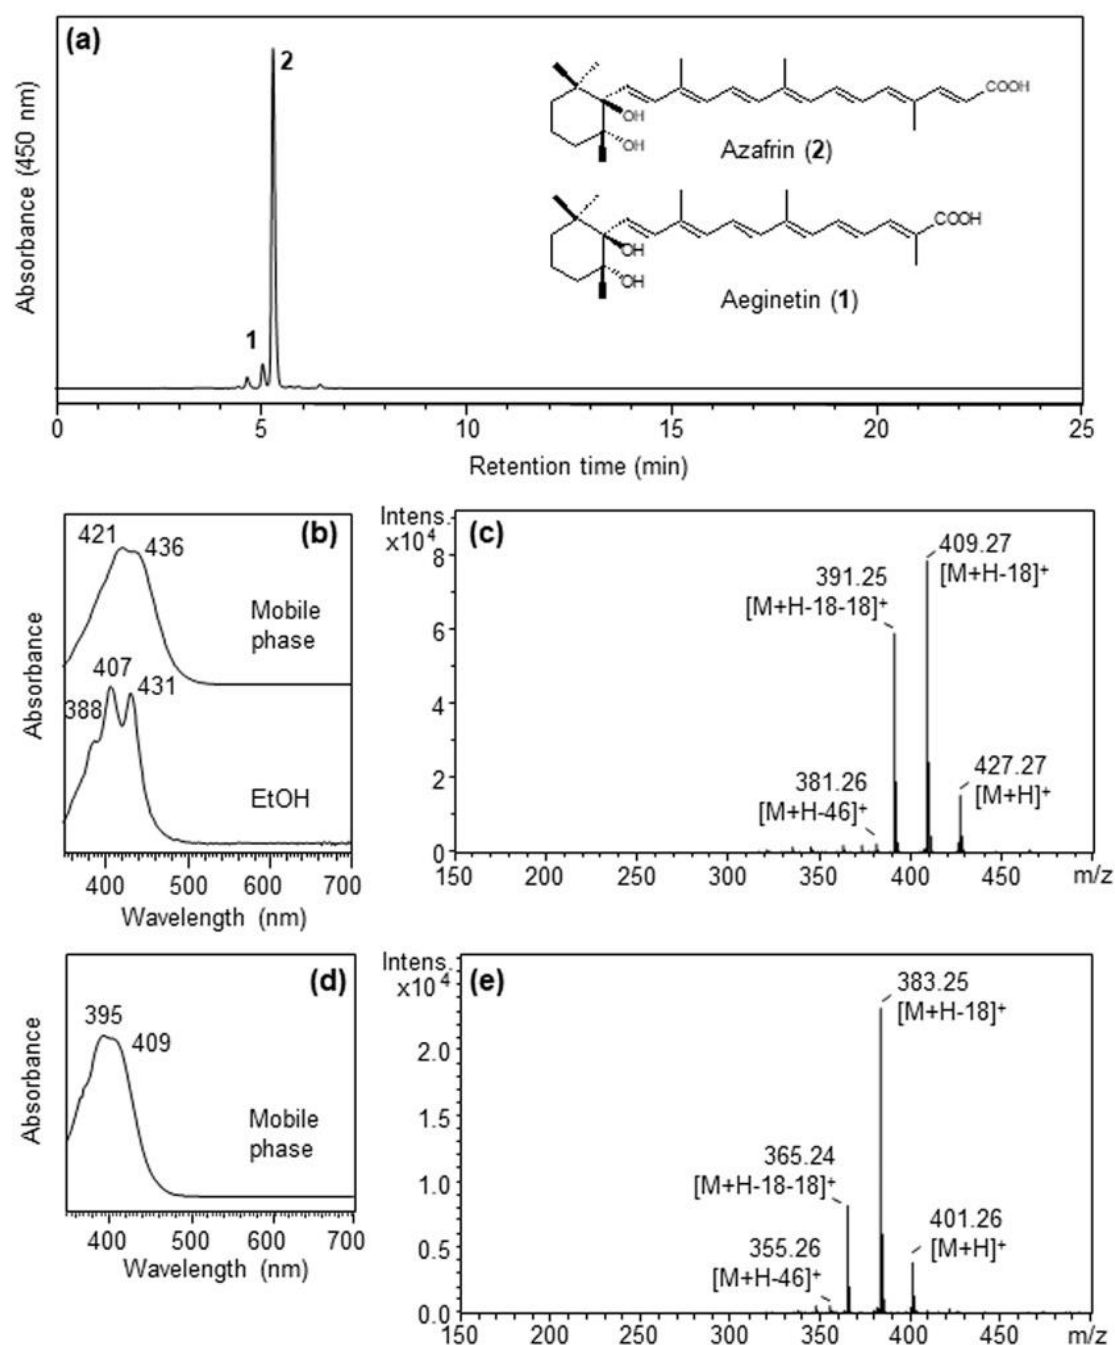 (a)
2
1
COOH
OH
OH
Azafrin (2)
COOH
OH
OH
Aeginetin (1)
Absorbance (450 nm)
0 5 10 15 20 25
Retention time (min)
(b)
421 436
Mobile
phase
407
388 431
EtOH
Absorbance
400 500 600 700
Wavelength (nm)
Intens.
x10⁴
(c)
409.27
[M+H-18]⁺
391.25
[M+H-18-18]⁺
427.27
[M+H]⁺
381.26
[M+H-46]⁺
8
6
4
2
0
150 200 250 300 350 400 450 m/z
(d)
395
409
Mobile
phase
Absorbance
400 500 600 700
Wavelength (nm)
Intens.
x10⁴
(e)
383.25
[M+H-18]⁺
365.24
[M+H-18-18]⁺
401.26
[M+H]⁺
355.26
[M+H-46]⁺
2.0
1.5
1.0
0.5
0.0
150 200 250 300 350 400 450 m/z